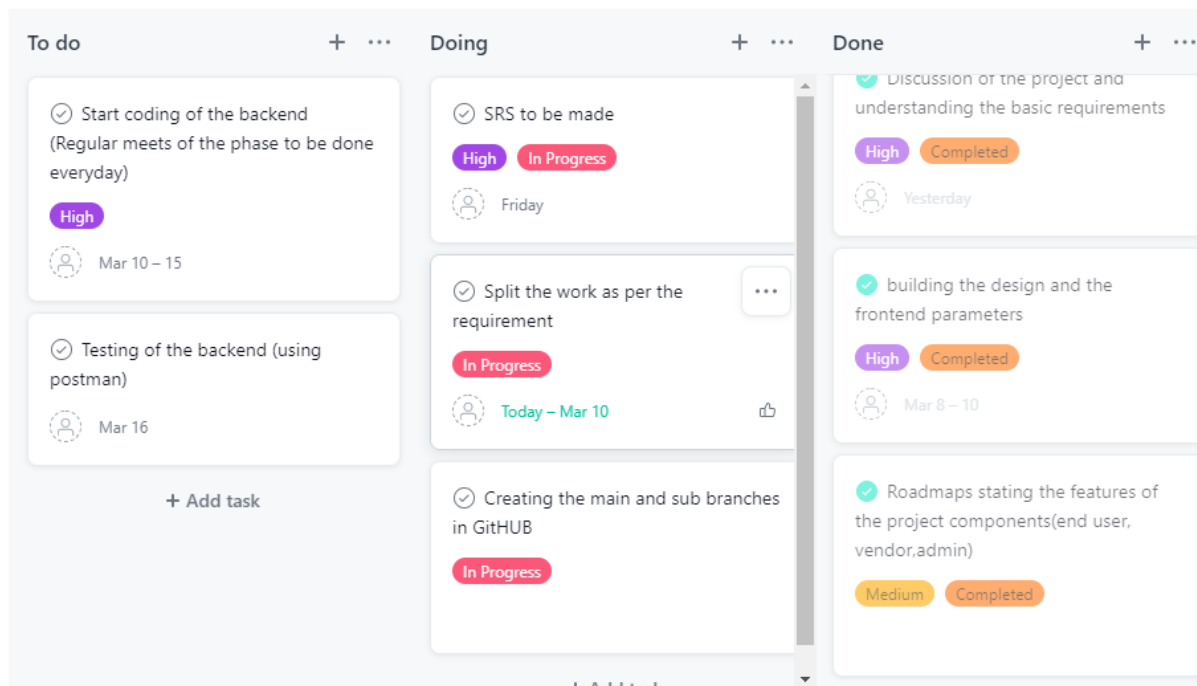 To do
Start coding of the backend
(Regular meets of the phase to be done
everyday)
High
Mar 10 – 15
Testing of the backend (using
postman)
Mar 16
+ Add task
Doing
SRS to be made
High In Progress
Friday
Split the work as per the
requirement
In Progress
Today – Mar 10
Creating the main and sub branches
in GitHUB
In Progress
+ Add task
Done
Discussion of the project and
understanding the basic requirements
High Completed
Yesterday
building the design and the
frontend parameters
High Completed
Mar 8 – 10
Roadmaps stating the features of
the project components(end user,
vendor,admin)
Medium Completed